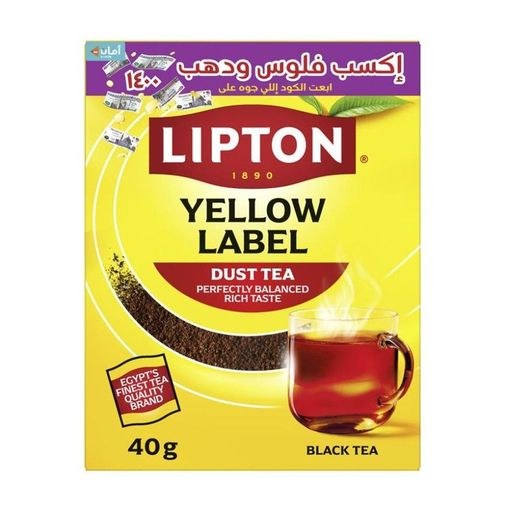 أمان
إكسب فلوس ودهب
ابعت الكود إللي جوه على
١٤٠٠
LIPTON
®
1890
YELLOW
LABEL
DUST TEA
PERFECTLY BALANCED
RICH TASTE
EGYPT'S
FINEST TEA
QUALITY
BRAND
40g
BLACK TEA